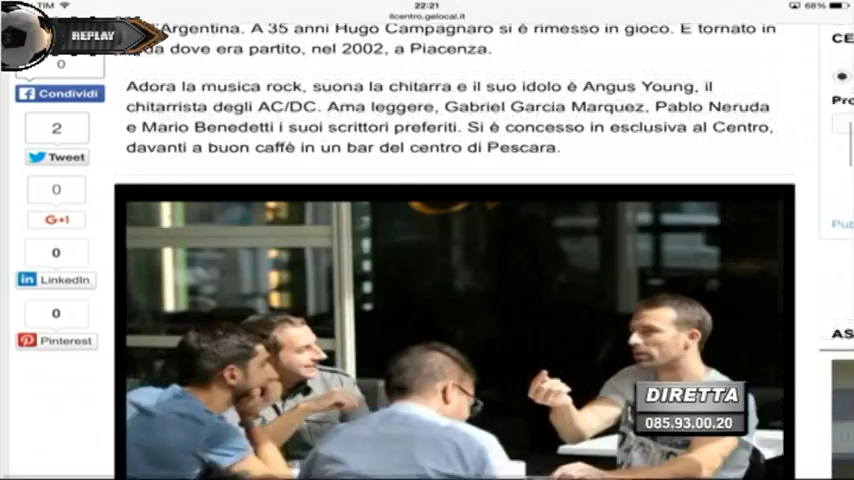 TIM
22:21
68%
ilcentro.gelocal.it
REPLAY
l'Argentina. A 35 anni Hugo Campagnaro si è rimesso in gioco. È tornato in
da dove era partito, nel 2002, a Piacenza.
CE
0
Condividi
Adora la musica rock, suona la chitarra e il suo idolo è Angus Young, il
chitarrista degli AC/DC. Ama leggere, Gabriel Garcia Marquez, Pablo Neruda
e Mario Benedetti i suoi scrittori preferiti. Si è concesso in esclusiva al Centro,
davanti a buon caffè in un bar del centro di Pescara.
Pro
2
Tweet
0
G+1
Pub
0
LinkedIn
0
Pinterest
AS
DIRETTA
085.93.00.20